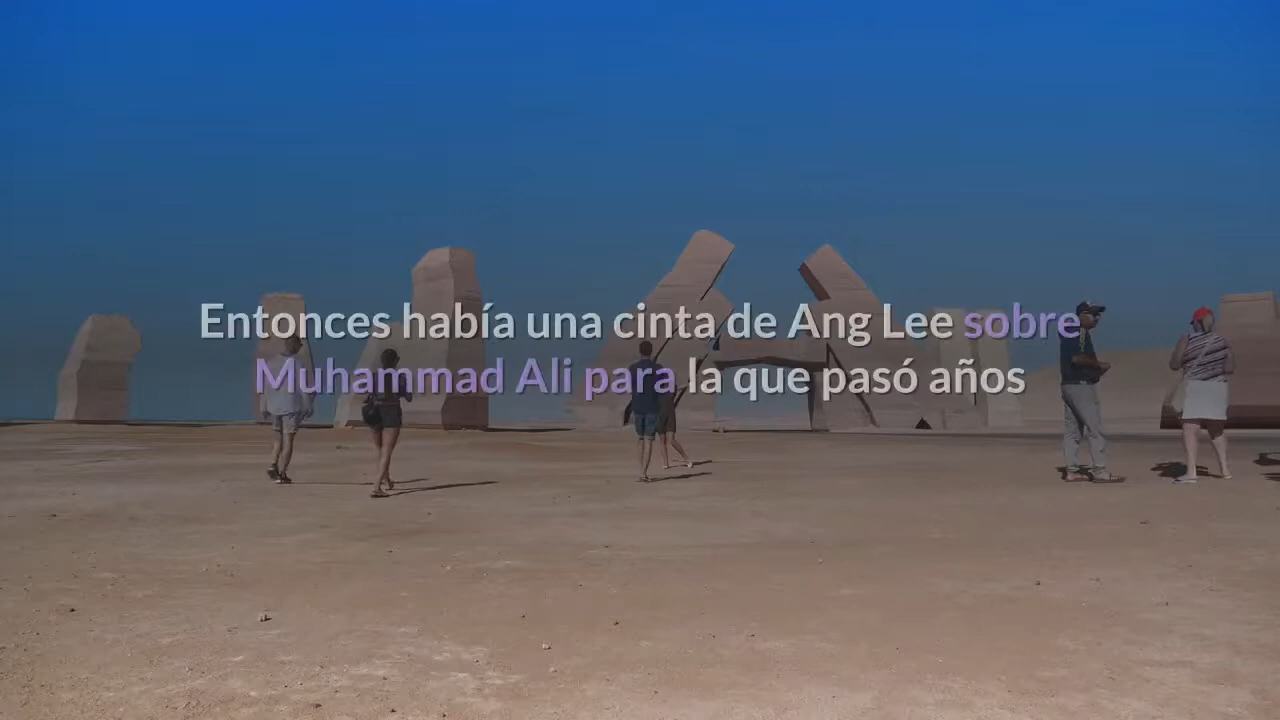 Entonces había una cinta de Ang Lee sobre
Muhammad Ali para la que pasó años